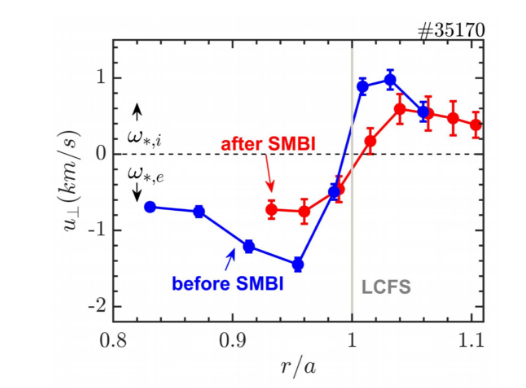 #35170
1
0
-1
-2
u⊥(km/s)
ω*,i
ω*,e
after SMBI
before SMBI
LCFS
0.8 0.9 1 1.1
r/a